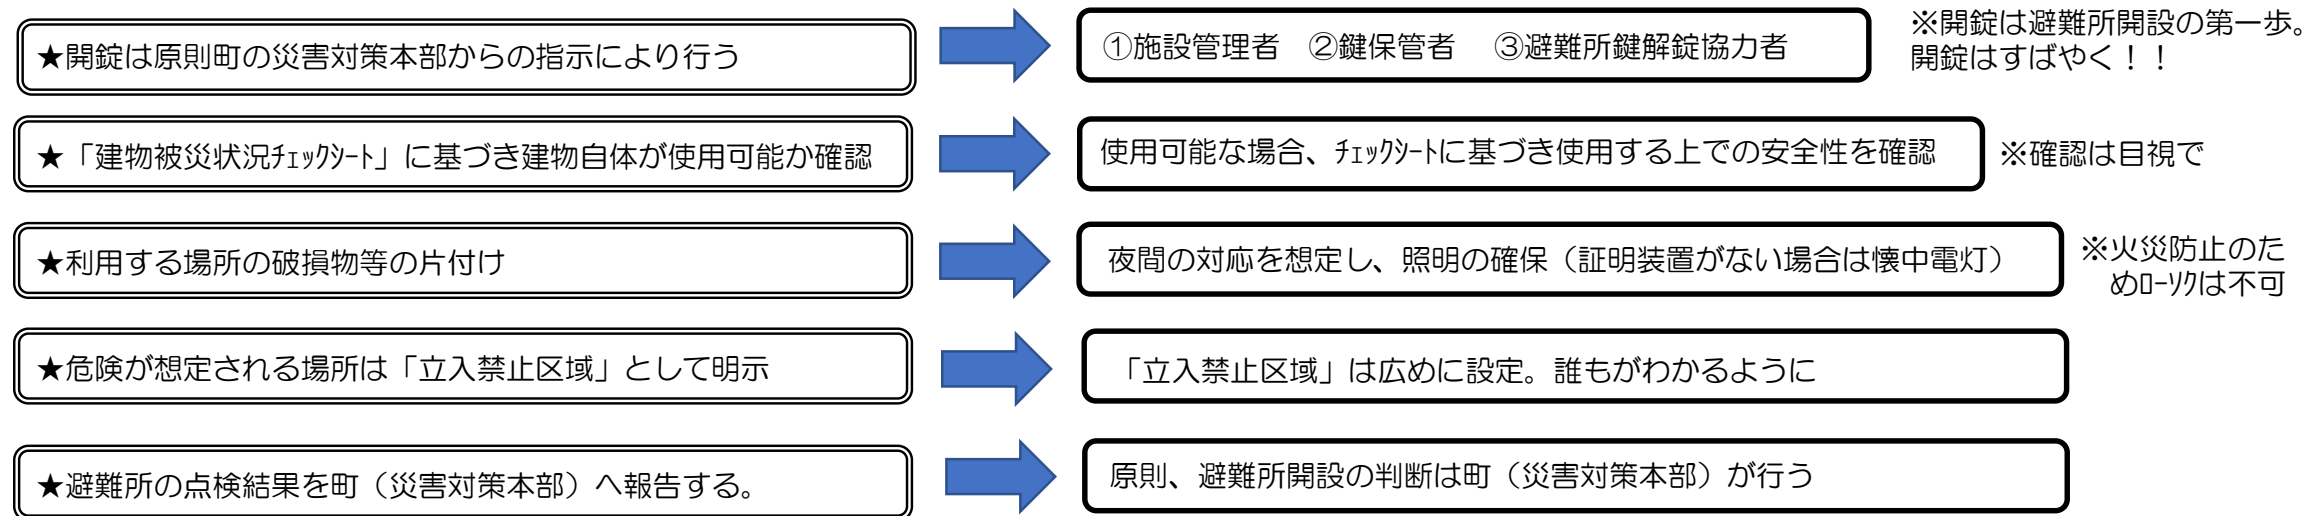 ★開錠は原則町の災害対策本部からの指示により行う
①施設管理者　②鍵保管者　③避難所鍵解錠協力者
※開錠は避難所開設の第一歩。
開錠はすばやく！！
★「建物被災状況ﾁｪｯｸｼｰﾄ」に基づき建物自体が使用可能か確認
使用可能な場合、ﾁｪｯｸｼｰﾄに基づき使用する上での安全性を確認
※確認は目視で
★利用する場所の破損物等の片付け
夜間の対応を想定し、照明の確保（証明装置がない場合は懐中電灯）
※火災防止のた
めﾛｰｿｸは不可
★危険が想定される場所は「立入禁止区域」として明示
「立入禁止区域」は広めに設定。誰もがわかるように
★避難所の点検結果を町（災害対策本部）へ報告する。
原則、避難所開設の判断は町（災害対策本部）が行う